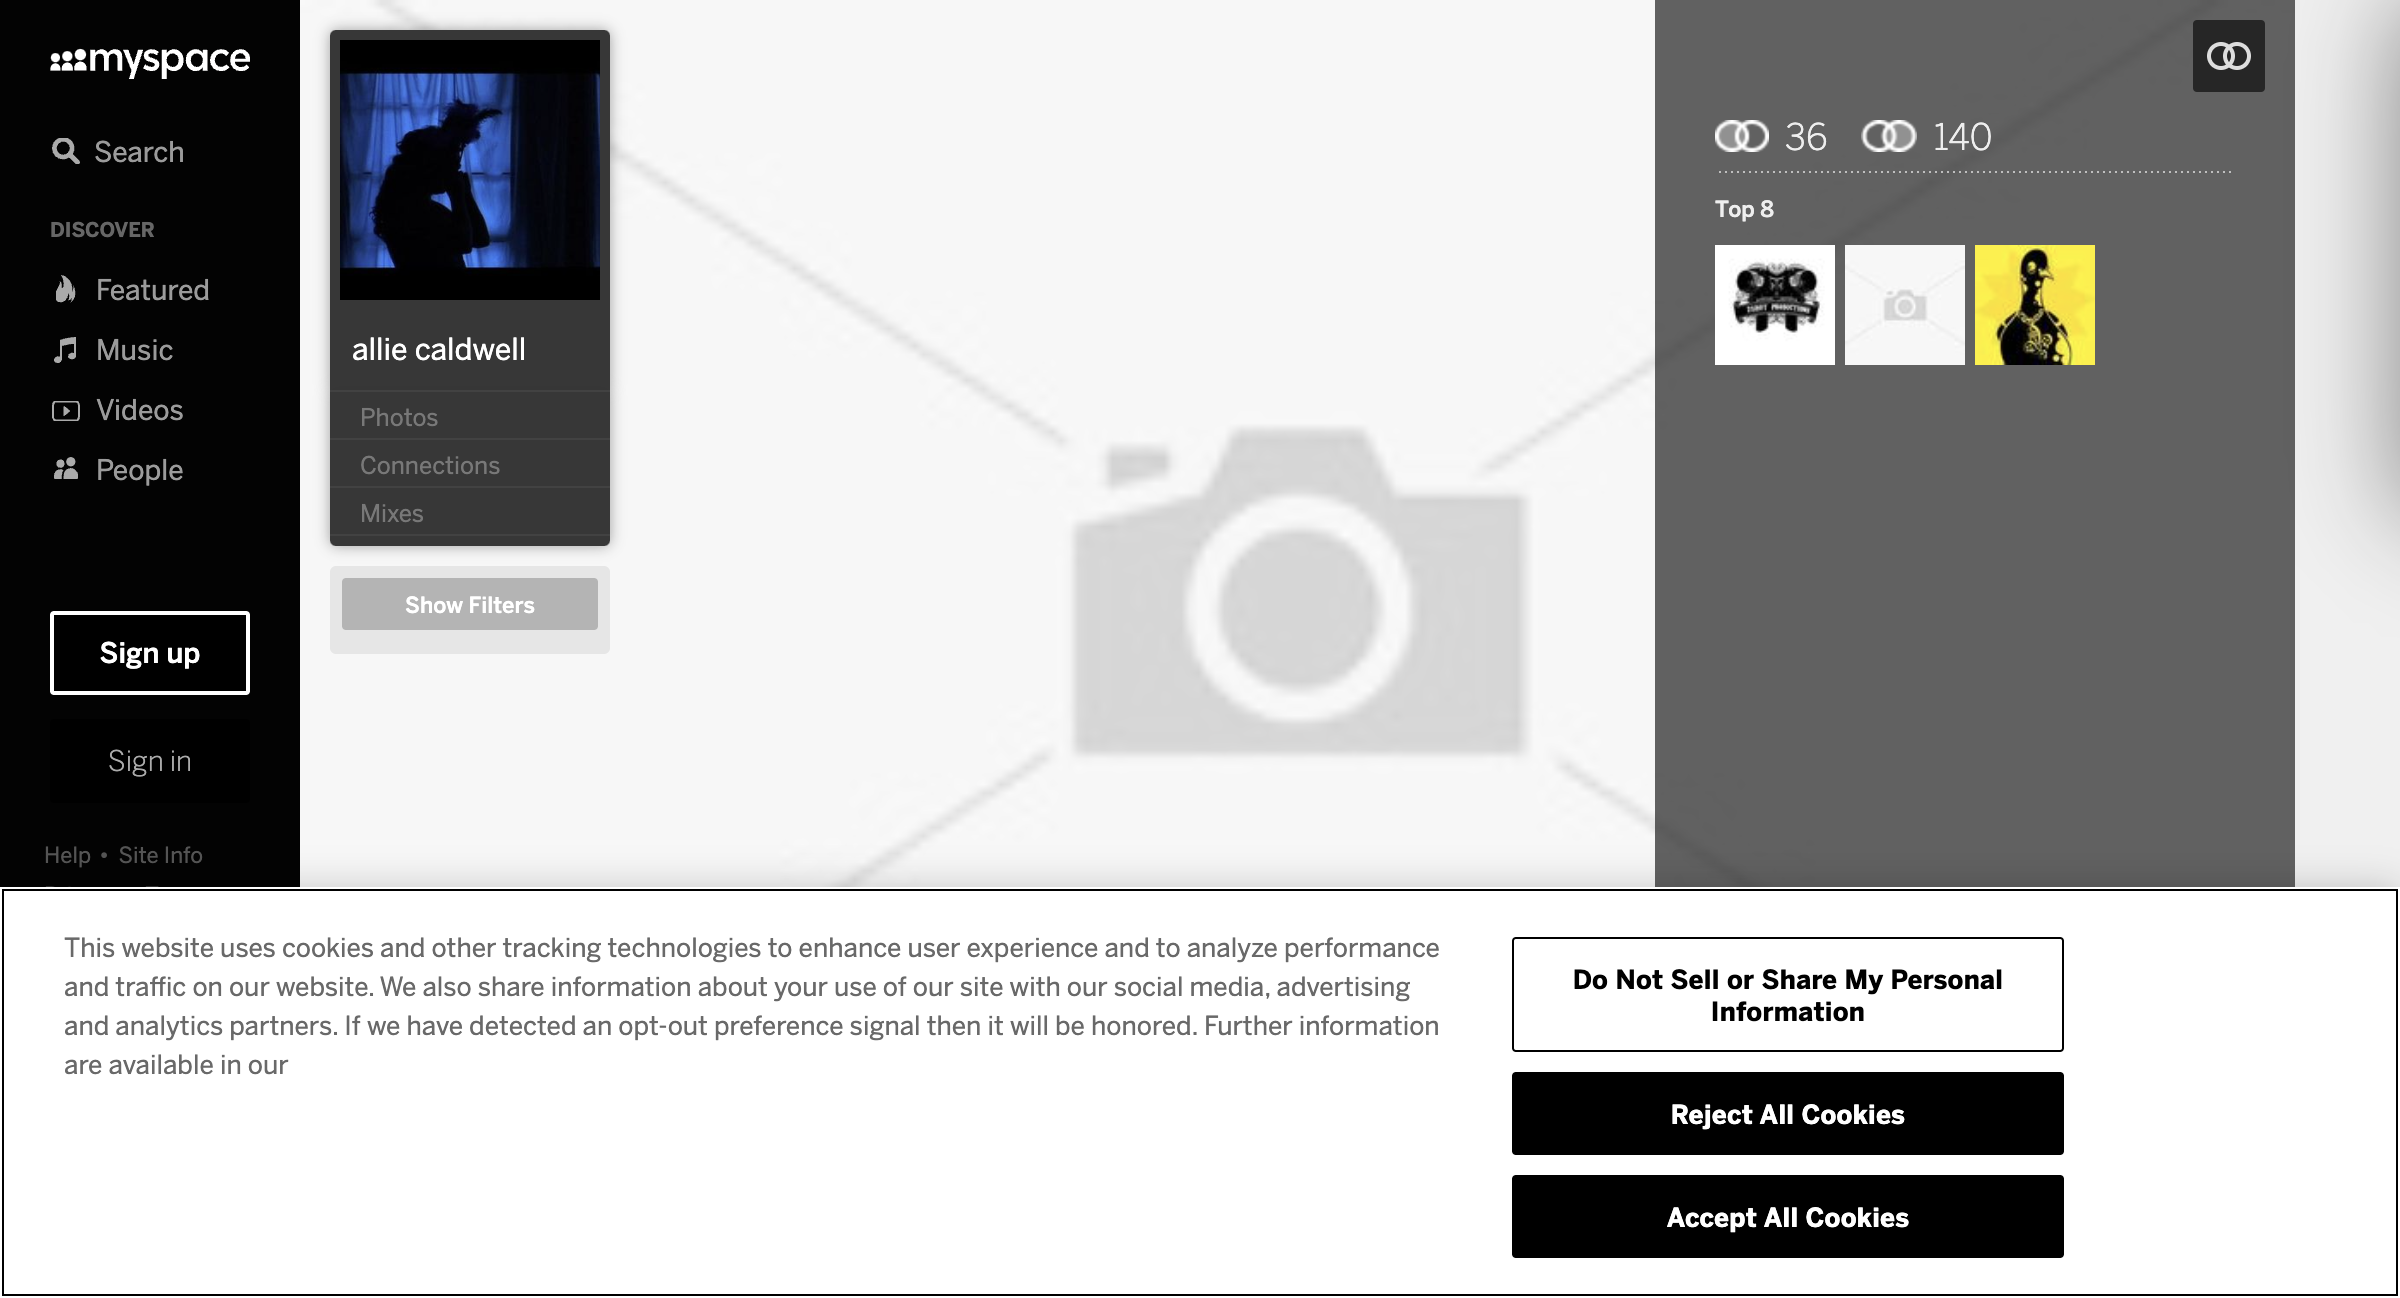 myspace
Search
DISCOVER
Featured
Music
Videos
People
Sign up
Sign in
Help • Site Info
allie caldwell
Photos
Connections
Mixes
Show Filters
36 140
Top 8
This website uses cookies and other tracking technologies to enhance user experience and to analyze performance
and traffic on our website. We also share information about your use of our site with our social media, advertising
and analytics partners. If we have detected an opt-out preference signal then it will be honored. Further information
are available in our
Do Not Sell or Share My Personal
Information
Reject All Cookies
Accept All Cookies